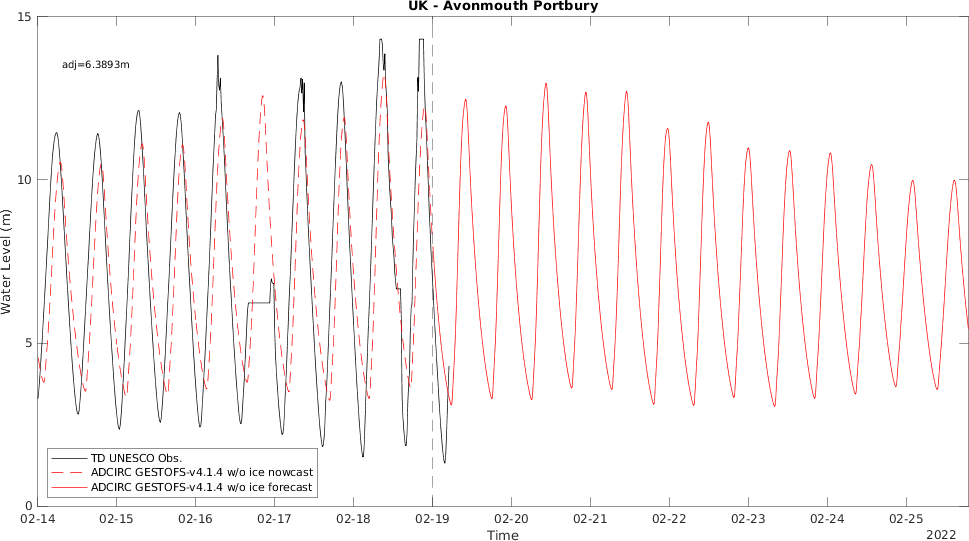 UK - Avonmouth Portbury
15
adj=6.3893m
10
Water Level (m)
5
TD UNESCO Obs.
ADCIRC GESTOFS-v4.1.4 w/o ice nowcast
ADCIRC GESTOFS-v4.1.4 w/o ice forecast
0
02-14 02-15 02-16 02-17 02-18 02-19 02-20 02-21 02-22 02-23 02-24 02-25
Time
2022